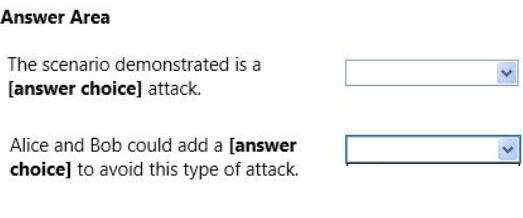 Answer Area
The scenario demonstrated is a
[answer choice] attack.
Alice and Bob could add a [answer
choice] to avoid this type of attack.